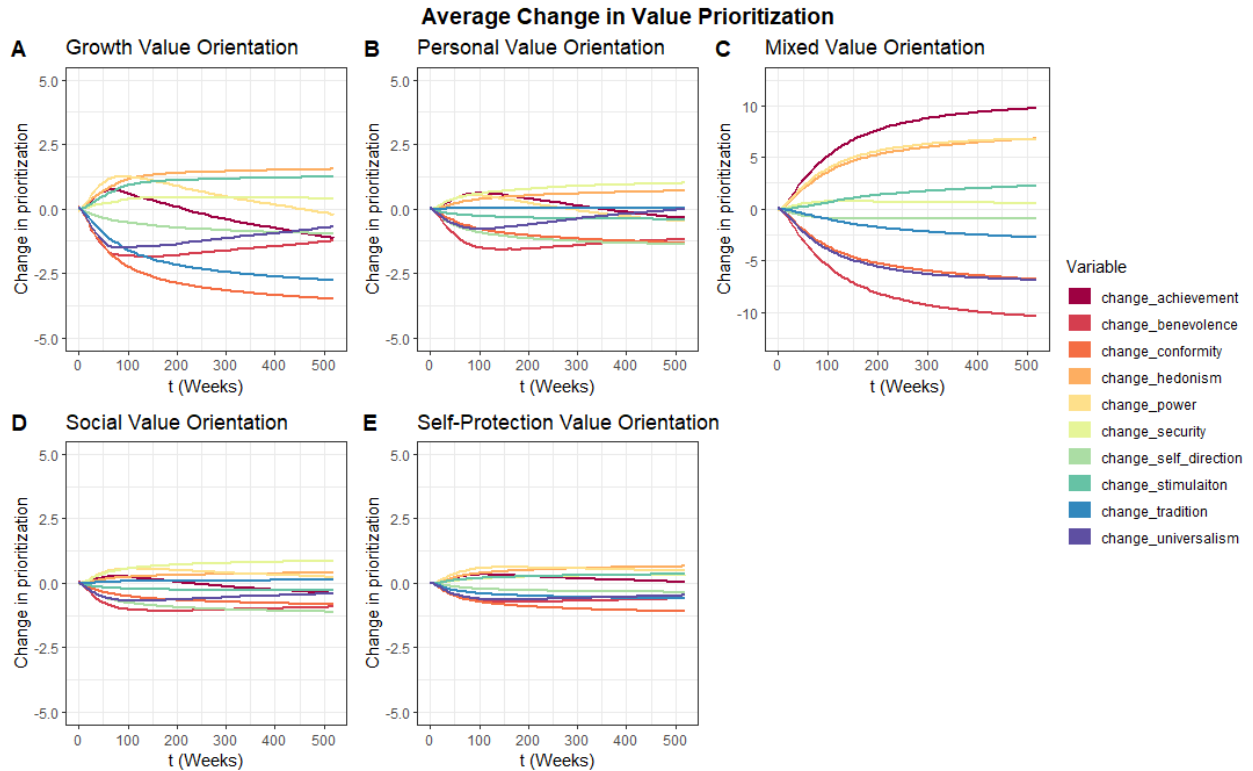 Average Change in Value Prioritization
A Growth Value Orientation
Change in prioritization
5.0
2.5
0.0
-2.5
-5.0
0 100 200 300 400 500
t (Weeks)
B Personal Value Orientation
Change in prioritization
5.0
2.5
0.0
-2.5
-5.0
0 100 200 300 400 500
t (Weeks)
C Mixed Value Orientation
Change in prioritization
10
5
0
-5
-10
0 100 200 300 400 500
t (Weeks)
D Social Value Orientation
Change in prioritization
5.0
2.5
0.0
-2.5
-5.0
0 100 200 300 400 500
t (Weeks)
E Self-Protection Value Orientation
Change in prioritization
5.0
2.5
0.0
-2.5
-5.0
0 100 200 300 400 500
t (Weeks)
Variable
change_achievement
change_benevolence
change_conformity
change_hedonism
change_power
change_security
change_self_direction
change_stimulaiton
change_tradition
change_universalism